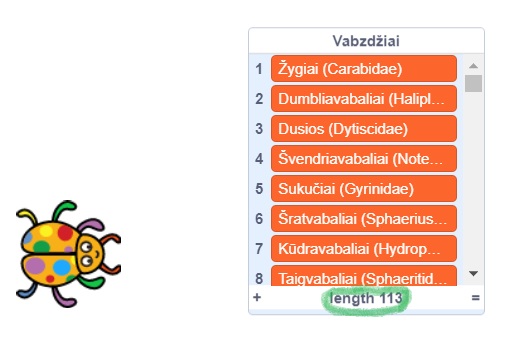 Vabzdžiai
1 Žygiai (Carabidae)
2 Dumbliavabaliai (Halipl...
3 Dusios (Dytiscidae)
4 Švendriavabaliai (Note...
5 Sukučiai (Gyrinidae)
6 Šratvabaliai (Sphaerius...
7 Kūdravabaliai (Hydrop...
8 Taigvabaliai (Sphaeritid...
+ length 113 =